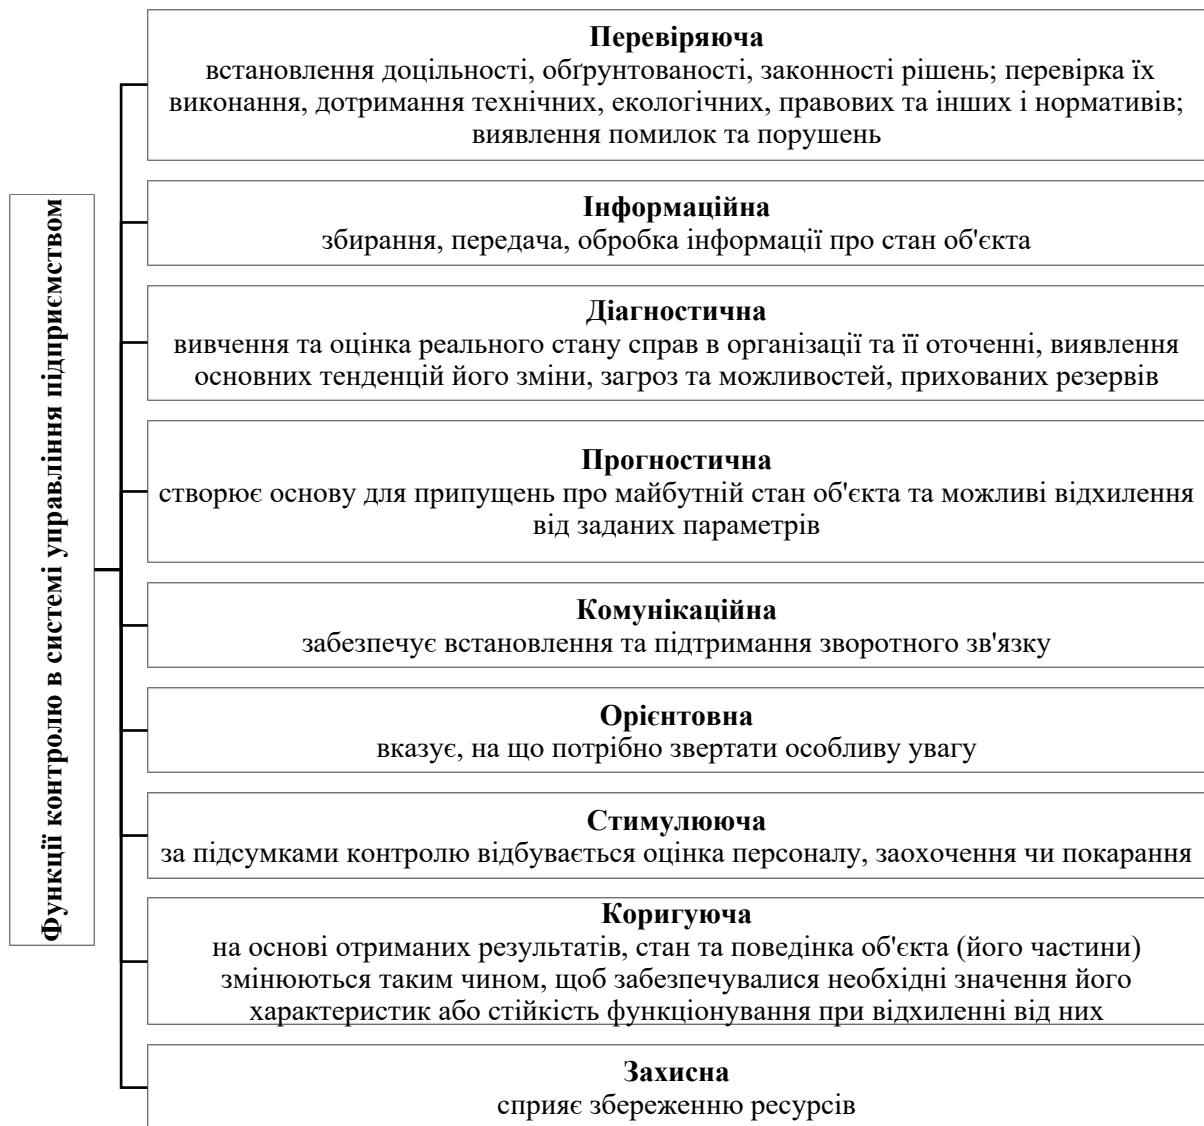 Функції контролю в системі управління підприємством
Перевіряюча
встановлення доцільності, обґрунтованості, законності рішень; перевірка їх
виконання, дотримання технічних, екологічних, правових та інших і нормативів;
виявлення помилок та порушень
Інформаційна
збирання, передача, обробка інформації про стан об'єкта
Діагностична
вивчення та оцінка реального стану справ в організації та її оточенні, виявлення
основних тенденцій його зміни, загроз та можливостей, прихованих резервів
Прогностична
створює основу для припущень про майбутній стан об'єкта та можливі відхилення
від заданих параметрів
Комунікаційна
забезпечує встановлення та підтримання зворотного зв'язку
Орієнтовна
вказує, на що потрібно звертати особливу увагу
Стимулююча
за підсумками контролю відбувається оцінка персоналу, заохочення чи покарання
Коригуюча
на основі отриманих результатів, стан та поведінка об'єкта (його частини)
змінюються таким чином, щоб забезпечувалися необхідні значення його
характеристик або стійкість функціонування при відхиленні від них
Захисна
сприяє збереженню ресурсів